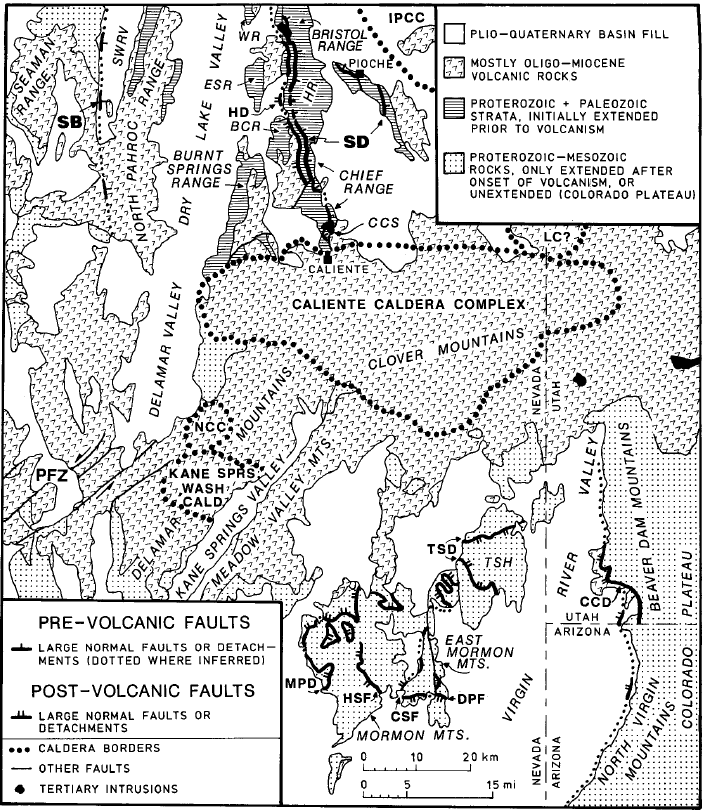 SEAMAN
RANGE
SWRV
SB
NORTH PAHROC
RANGE
DRY LAKE VALLEY
WR
BRISTOL
RANGE
IPCC
PIOCHE
ESR
HR
HD
BCR
SD
BURNT
SPRINGS
RANGE
CHIEF
RANGE
CCS
CALIENTE
LC?
PLIO-QUATERNARY BASIN FILL
MOSTLY OLIGO-MIOCENE
VOLCANIC ROCKS
PROTEROZOIC + PALEOZOIC
STRATA, INITIALLY EXTENDED
PRIOR TO VOLCANISM
PROTEROZOIC-MESOZOIC
ROCKS, ONLY EXTENDED AFTER
ONSET OF VOLCANISM, OR
UNEXTENDED (COLORADO PLATEAU)
CALIENTE CALDERA COMPLEX
CLOVER MOUNTAINS
DELAMAR VALLEY
NEVADA
UTAH
NCC
PFZ
KANE SPRS
WASH
CALD.
DELAMAR MOUNTAINS
KANE SPRINGS VALLEY
MEADOW VALLEY MTS.
TSD
TSH
VIRGIN RIVER VALLEY
BEAVER DAM MOUNTAINS
CCD
UTAH
ARIZONA
COLORADO PLATEAU
EAST
MORMON
MTS.
MPD
HSF
CSF
DPF
MORMON MTS.
NEVADA
ARIZONA
NORTH VIRGIN
MOUNTAINS
0 10 20 km
0 5 15 mi
PRE-VOLCANIC FAULTS
LARGE NORMAL FAULTS OR DETACH-
MENTS (DOTTED WHERE INFERRED)
POST-VOLCANIC FAULTS
LARGE NORMAL FAULTS OR
DETACHMENTS
CALDERA BORDERS
OTHER FAULTS
TERTIARY INTRUSIONS